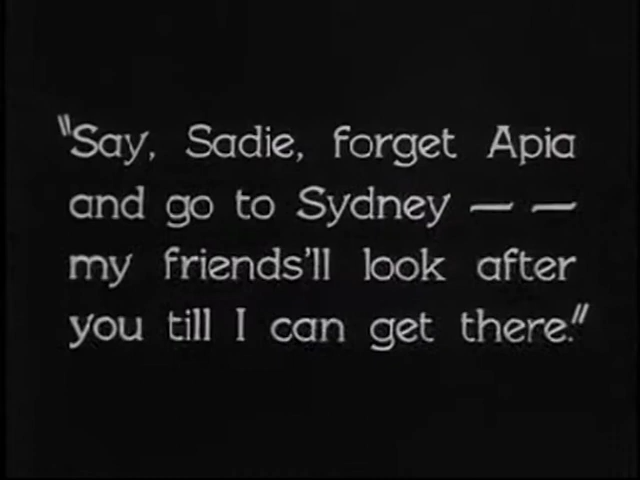 "Say, Sadie, forget Apia
and go to Sydney — —
my friends'll look after
you till I can get there."